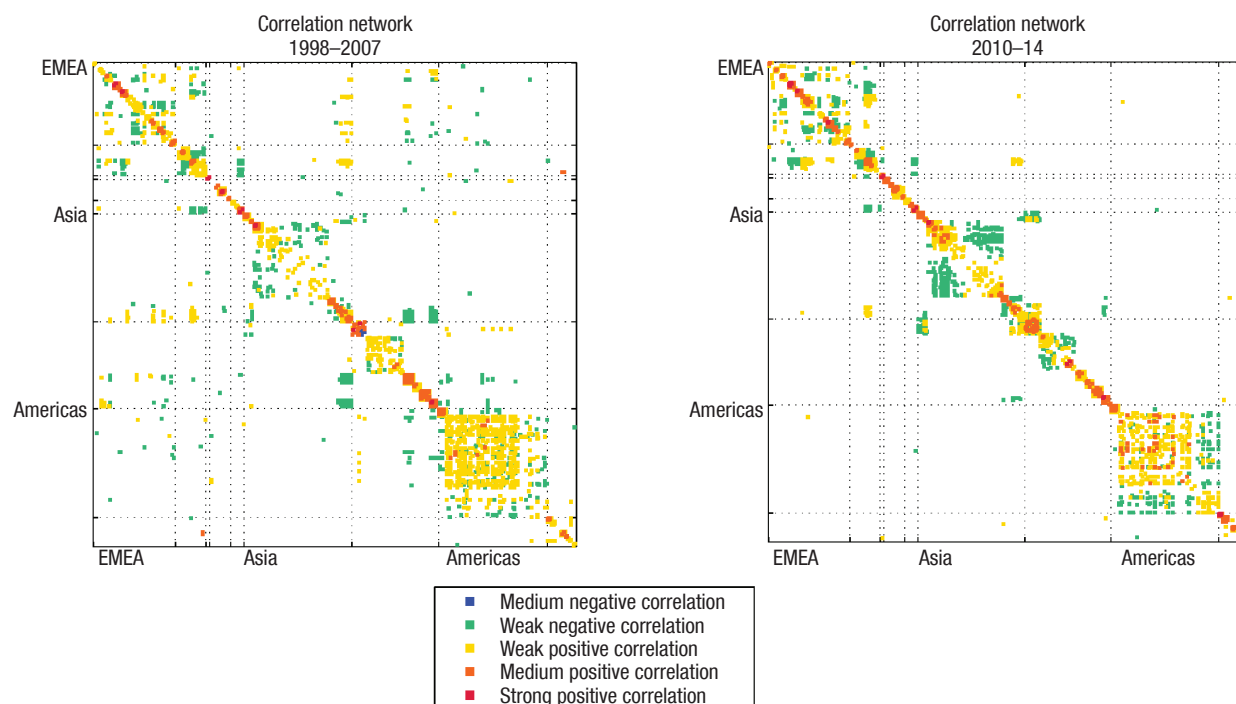 Correlation network
1998–2007
EMEA
Asia
Americas
EMEA
Asia
Americas
Correlation network
2010–14
EMEA
Asia
Americas
EMEA
Asia
Americas
Medium negative correlation
Weak negative correlation
Weak positive correlation
Medium positive correlation
Strong positive correlation